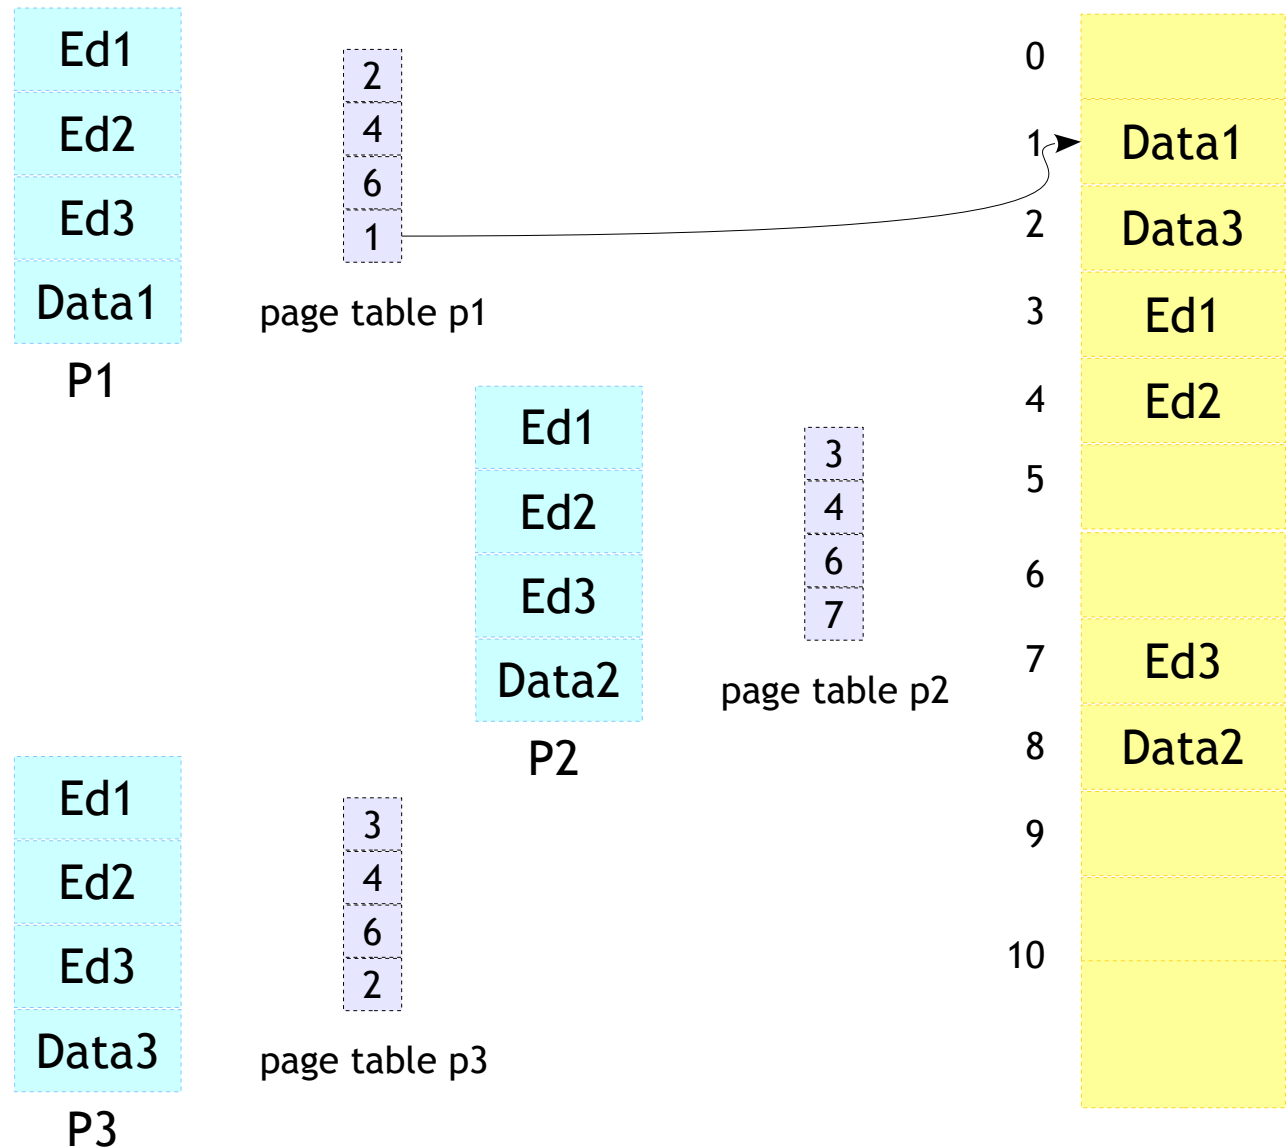 Ed1
Ed2
Ed3
Data1
P1
2
4
6
1
page table p1
Ed1
Ed2
Ed3
Data2
P2
3
4
6
7
page table p2
Ed1
Ed2
Ed3
Data3
P3
3
4
6
2
page table p3
0
1 Data1
2 Data3
3 Ed1
4 Ed2
5
6
7 Ed3
8 Data2
9
10